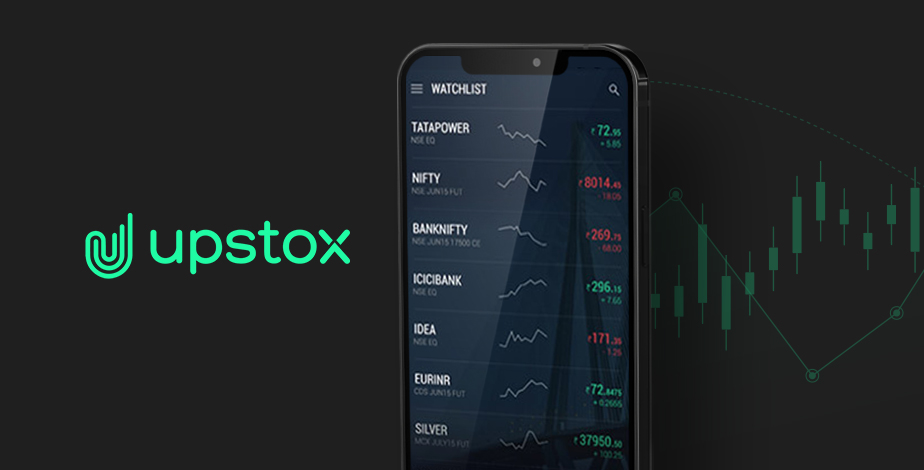 upstox
WATCHLIST
TATAPOWER
NSE EQ
₹ 72.95
+ 5.85
NIFTY
NSE JUN15 FUT
₹ 8014.45
- 18.05
BANKNIFTY
NSE JUN15 17500 CE
₹ 269.75
- 68.00
ICICIBANK
NSE EQ
₹ 296.15
+ 7.65
IDEA
NSE EQ
₹ 171.35
- 1.25
EURINR
CDS JUN15 FUT
₹ 72.8475
+ 0.2655
SILVER
MCX JULY15 FUT
₹ 37950.50
+ 100.25